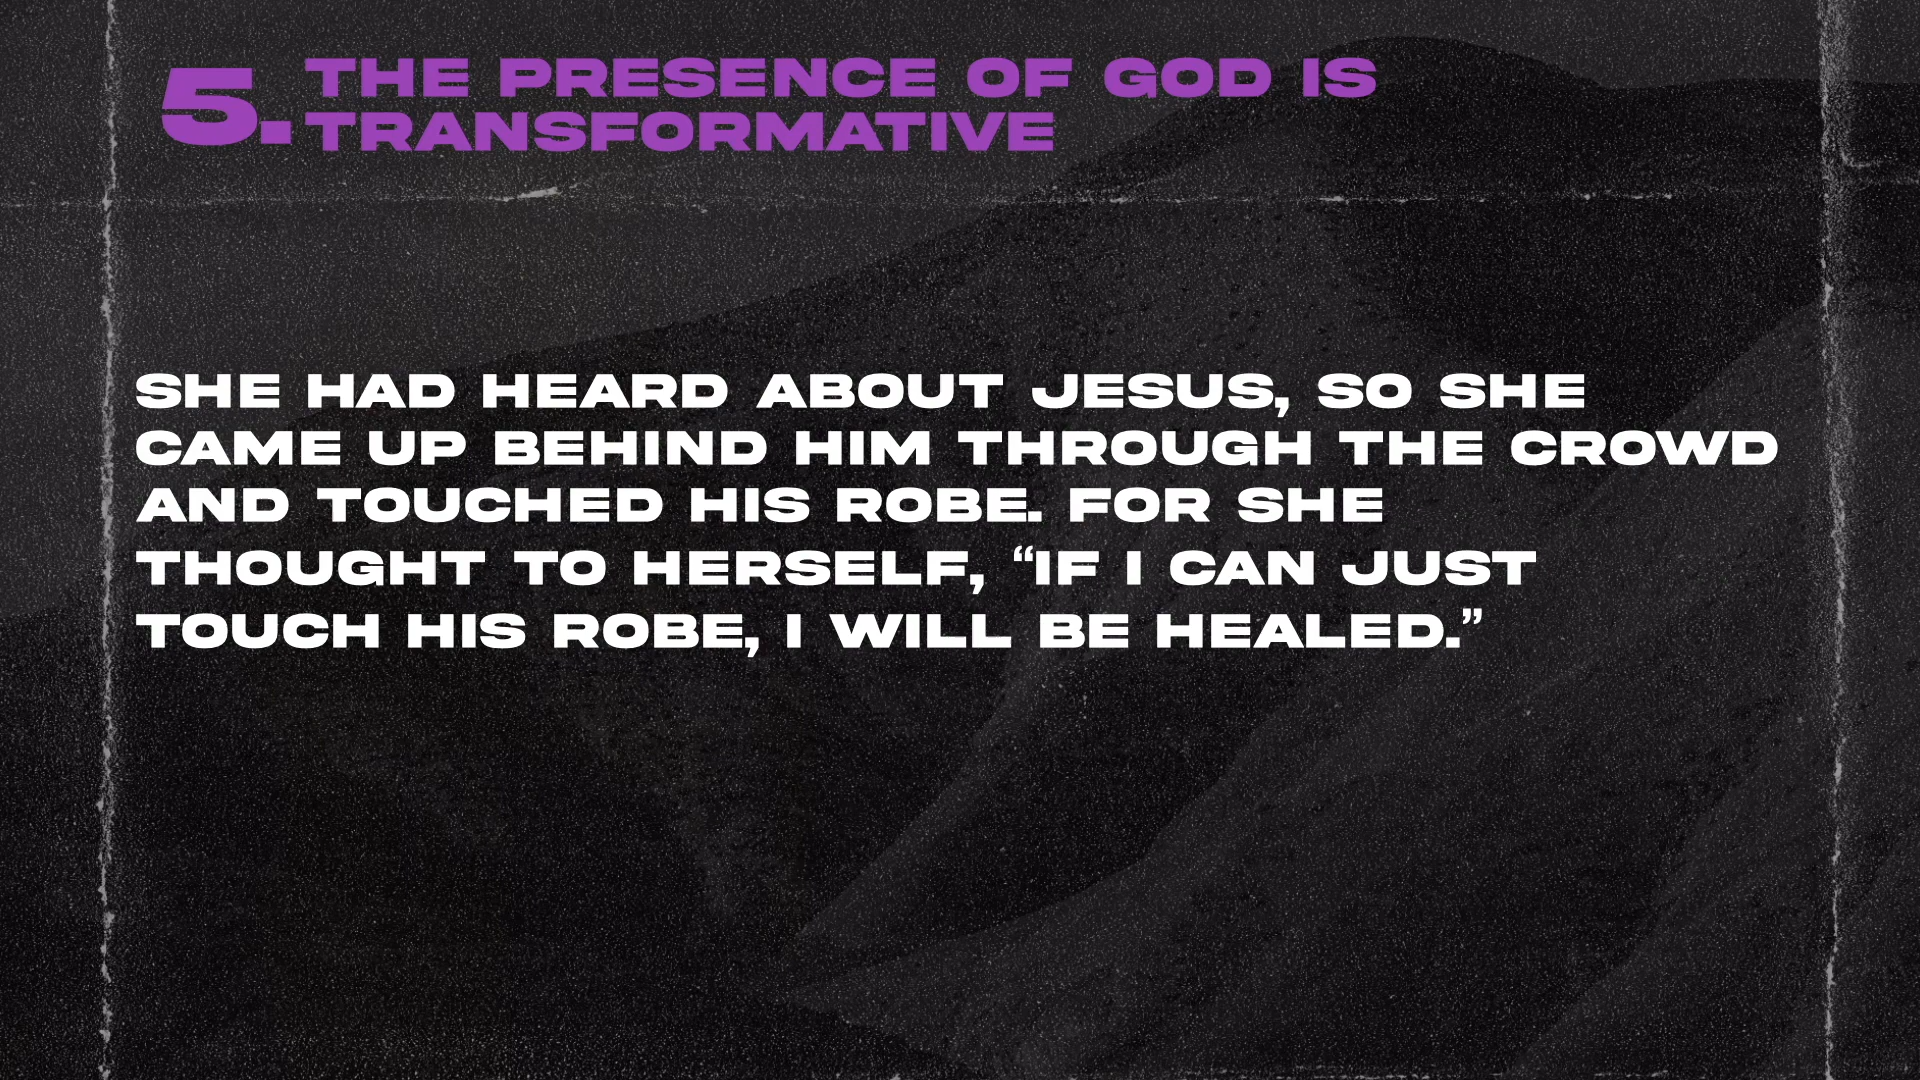 5. THE PRESENCE OF GOD IS
TRANSFORMATIVE
SHE HAD HEARD ABOUT JESUS, SO SHE
CAME UP BEHIND HIM THROUGH THE CROWD
AND TOUCHED HIS ROBE. FOR SHE
THOUGHT TO HERSELF, “IF I CAN JUST
TOUCH HIS ROBE, I WILL BE HEALED.”